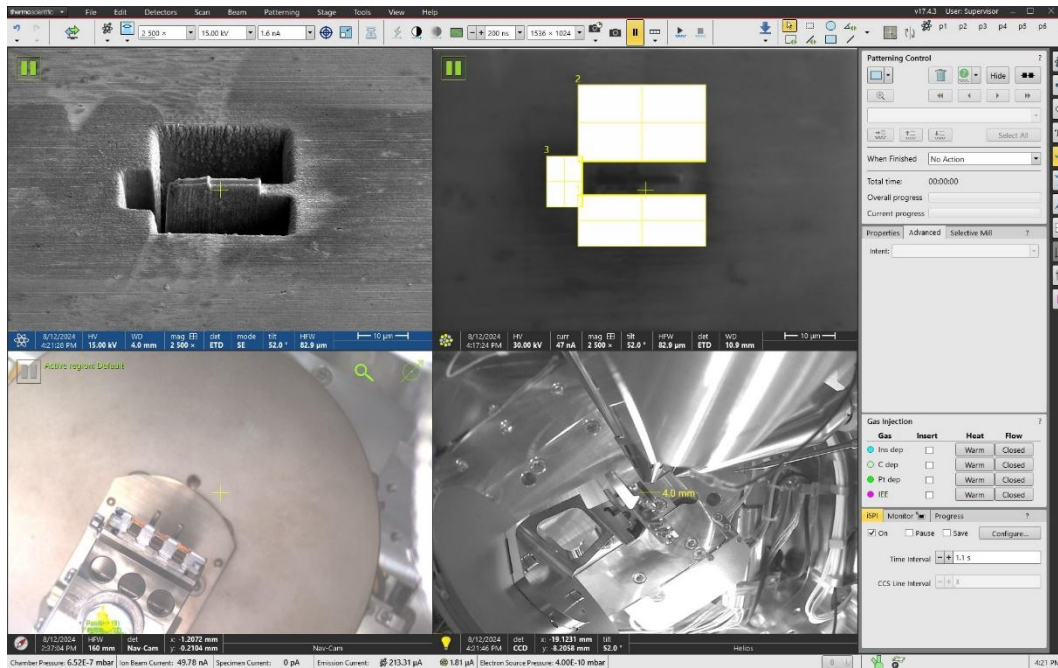 thermoscientific File Edit Detectors Scan Beam Patterning Stage Tools View Help v17.4.3 User: Supervisor
2 500 × 15.00 kV 1.6 nA 200 ns 1536 × 1024 p1 p2 p3 p4 p5 p6
Patterning Control ?
Hide
Select All
When Finished No Action
Total time: 00:00:00
Overall progress
Current progress
Properties Advanced Selective Mill ?
Intent:
2
3
8/12/2024 HV WD mag det mode tilt HFW 10 μm
4:21:26 PM 15.00 kV 4.0 mm 2 500 × ETD SE 52.0 ° 82.9 μm
8/12/2024 HV curr mag tilt HFW det WD 10 μm
4:17:24 PM 30.00 kV 47 nA 2 500 × 52.0 ° 82.9 μm ETD 10.9 mm
Active region: Default
4.0 mm
Gas Injection ?
Gas Insert Heat Flow
Ins dep Warm Closed
C dep Warm Closed
Pt dep Warm Closed
IEE Warm Closed
iSPI Monitor Progress ?
On Pause Save Configure...
Time Interval 1.1 s
CCS Line Interval
8/12/2024 HFW det x: -1.2072 mm
2:37:04 PM 160 mm Nav-Cam y: -0.2104 mm Nav-Cam
8/12/2024 det x: -19.1231 mm tilt
4:21:46 PM CCD y: -8.2058 mm 52.0 ° Helios
Chamber Pressure: 6.52E-7 mbar Ion Beam Current: 49.78 nA Specimen Current: 0 pA Emission Current: 213.31 μA 1.81 μA Electron Source Pressure: 4.00E-10 mbar 0 4:21 PM